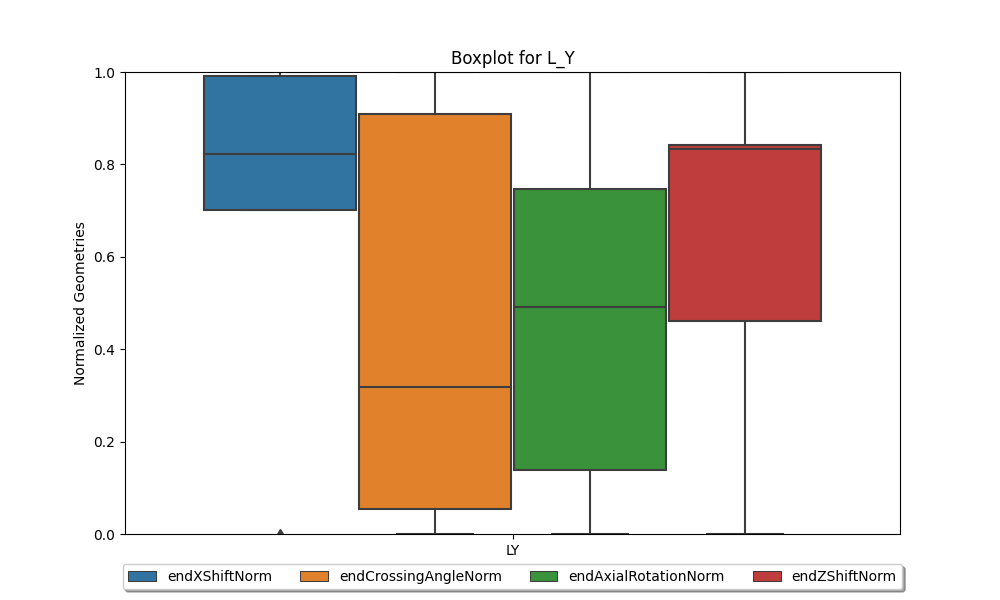 Boxplot for L_Y
1.0
0.8
0.6
0.4
0.2
0.0
Normalized Geometries
LY
endXShiftNorm endCrossingAngleNorm endAxialRotationNorm endZShiftNorm